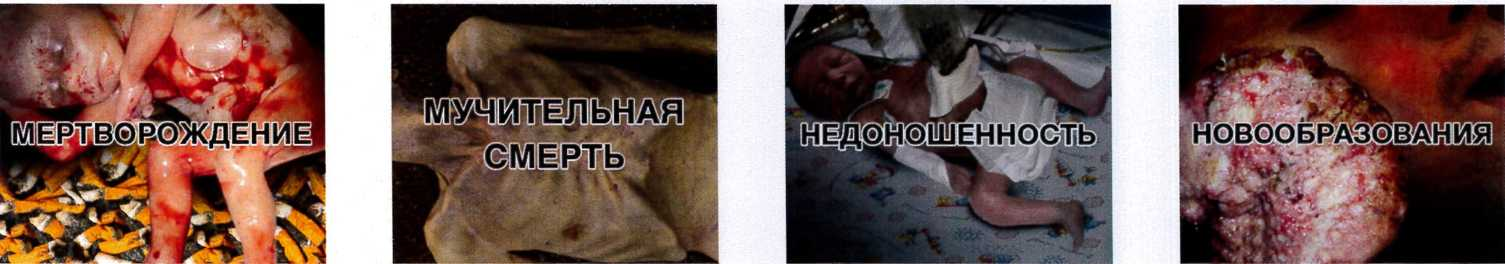 МЕРТВОРОЖДЕНИЕ
МУЧИТЕЛЬНАЯ
СМЕРТЬ
НЕДОНОШЕННОСТЬ
НОВООБРАЗОВАНИЯ